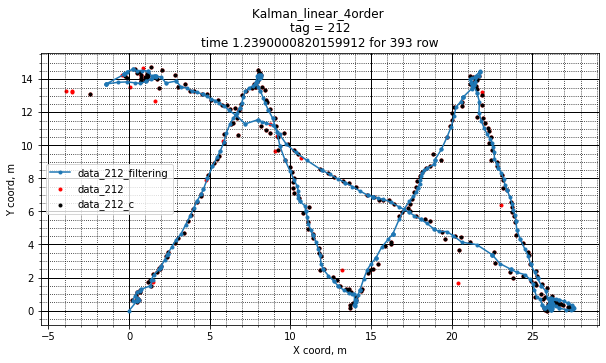 Kalman_linear_4order
tag = 212
time 1.2390000820159912 for 393 row
Y coord, m
14
12
10
8
6
4
2
0
data_212_filtering
data_212
data_212_c
−5
0
5
10
15
20
25
X coord, m